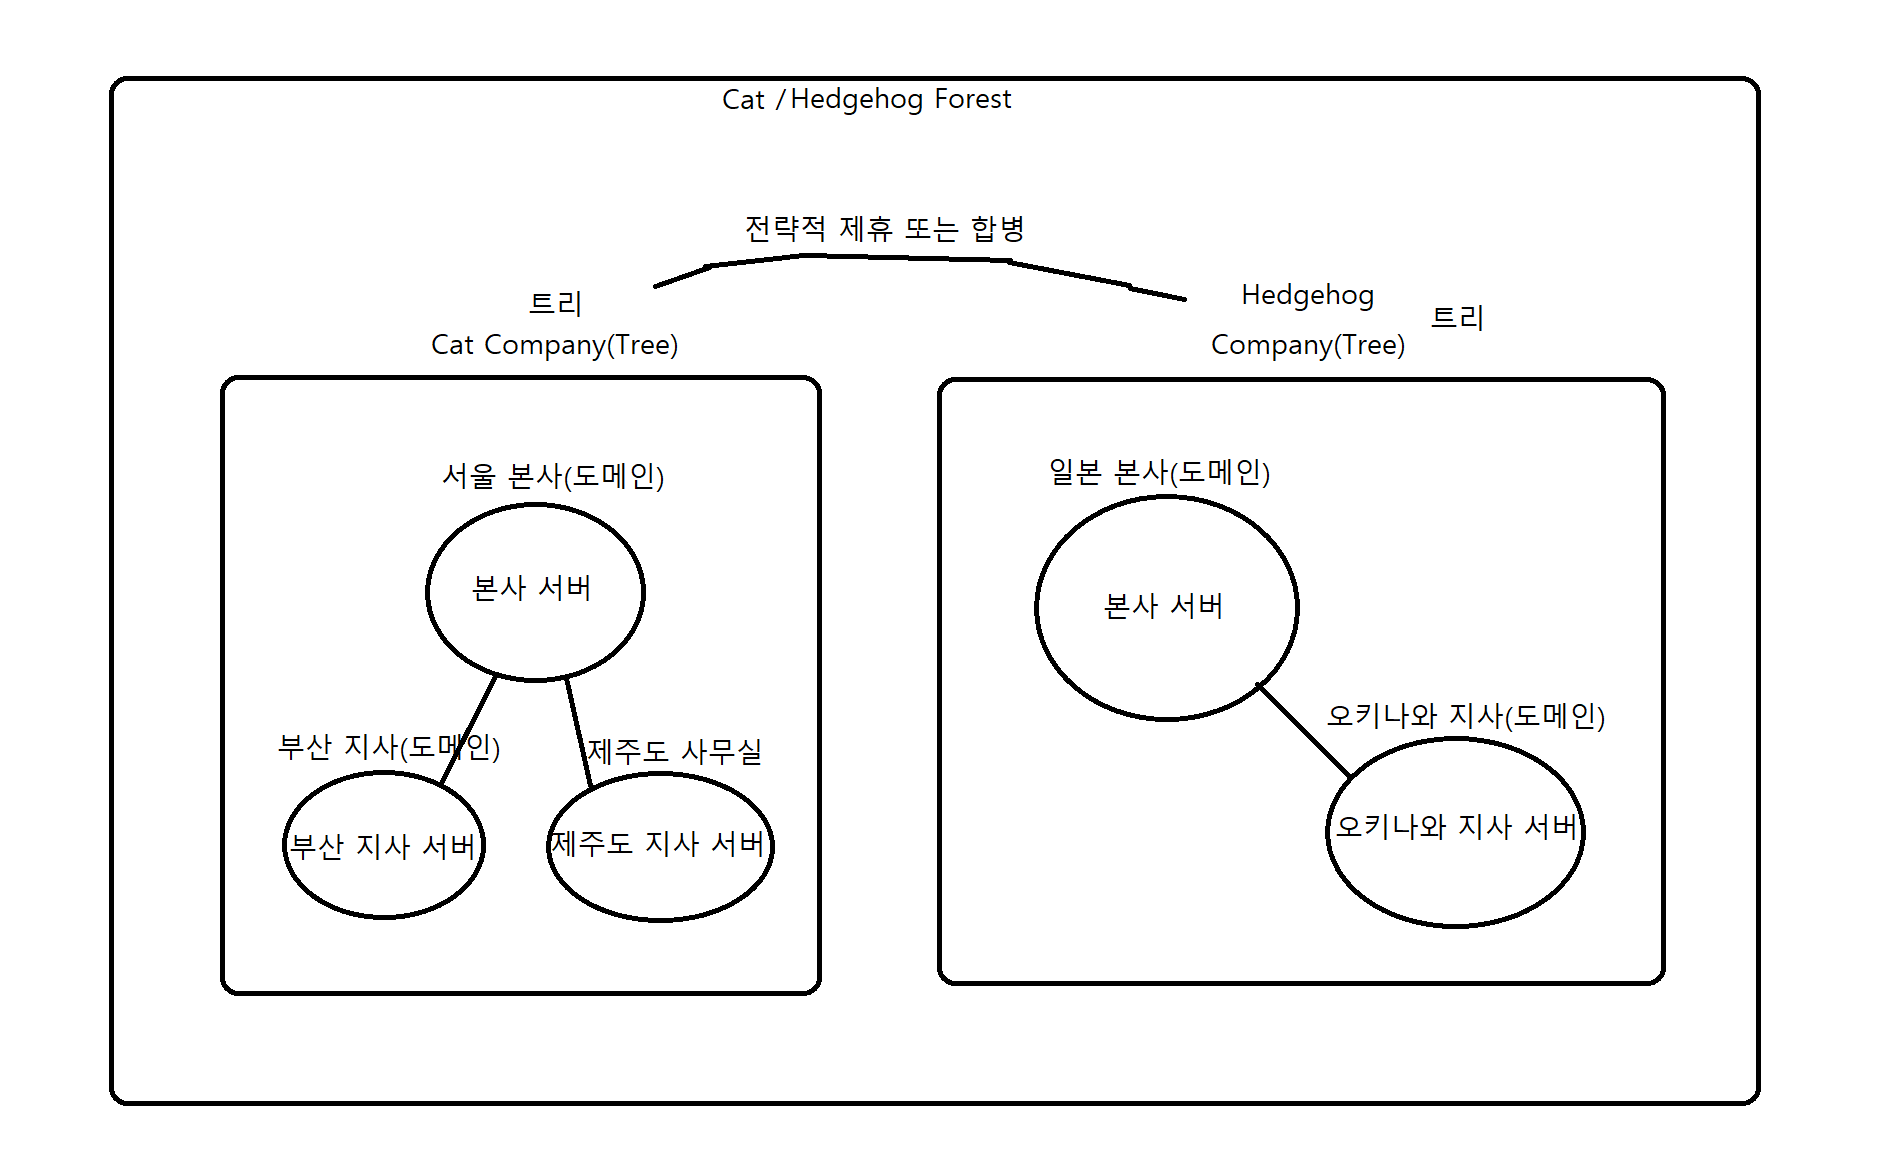 Cat /Hedgehog Forest
전략적 제휴 또는 합병
트리
Cat Company(Tree)
Hedgehog
Company(Tree)
트리
서울 본사(도메인)
본사 서버
부산 지사(도메인)
제주도 사무실
부산 지사 서버
제주도 지사 서버
일본 본사(도메인)
본사 서버
오키나와 지사(도메인)
오키나와 지사 서버